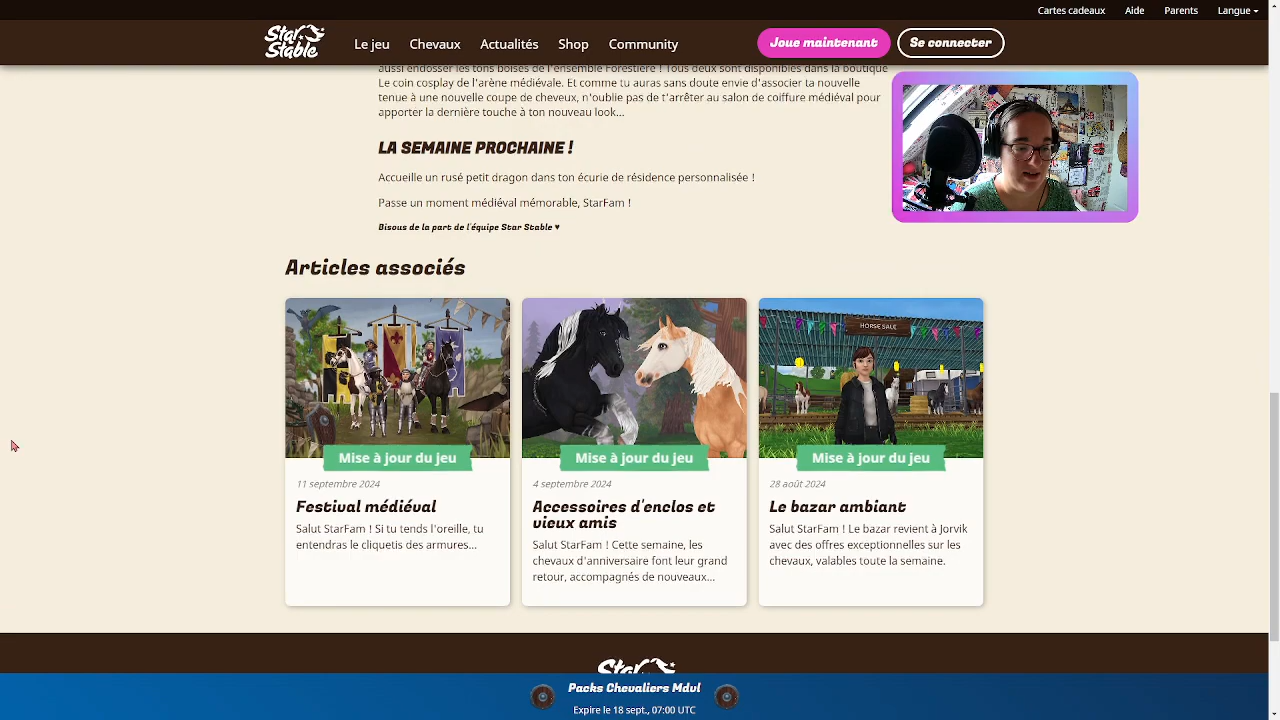 Cartes cadeaux Aide Parents Langue
Star Stable
Le jeu Chevaux Actualités Shop Community
Joue maintenant Se connecter
aussi endosser les tons boisés de l'ensemble Forestière ! Tous deux sont disponibles dans la boutique
Le coin cosplay de l'arène médiévale. Et comme tu auras sans doute envie d'associer ta nouvelle
tenue à une nouvelle coupe de cheveux, n'oublie pas de t'arrêter au salon de coiffure médiéval pour
apporter la dernière touche à ton nouveau look...
LA SEMAINE PROCHAINE !
Accueille un rusé petit dragon dans ton écurie de résidence personnalisée !
Passe un moment médiéval mémorable, StarFam !
Bisous de la part de l'équipe Star Stable ♥
Articles associés
HORSE SALE
Mise à jour du jeu
11 septembre 2024
Festival médiéval
Salut StarFam ! Si tu tends l'oreille, tu
entendras le cliquetis des armures...
Mise à jour du jeu
4 septembre 2024
Accessoires d'enclos et
vieux amis
Salut StarFam ! Cette semaine, les
chevaux d'anniversaire font leur grand
retour, accompagnés de nouveaux...
Mise à jour du jeu
28 août 2024
Le bazar ambiant
Salut StarFam ! Le bazar revient à Jorvik
avec des offres exceptionnelles sur les
chevaux, valables toute la semaine.
Star
Packs Chevaliers Mdvl
Expire le 18 sept., 07:00 UTC